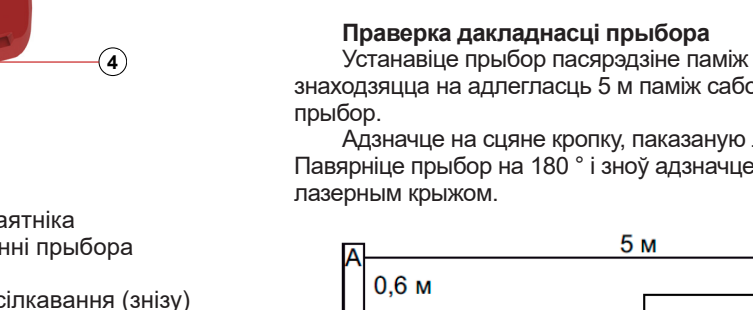 4
аятніка
нні прыбора
сілкавання (знізу)
Праверка дакладнасці прыбора
Устанавіце прыбор пасярэдзіне паміж
знаходзяцца на адлегласць 5 м паміж сабо
прыбор.
Адзначце на сцяне кропку, паказаную
Павярніце прыбор на 180 ° і зноў адзначце
лазерным крыжом.
A
5 м
0,6 м